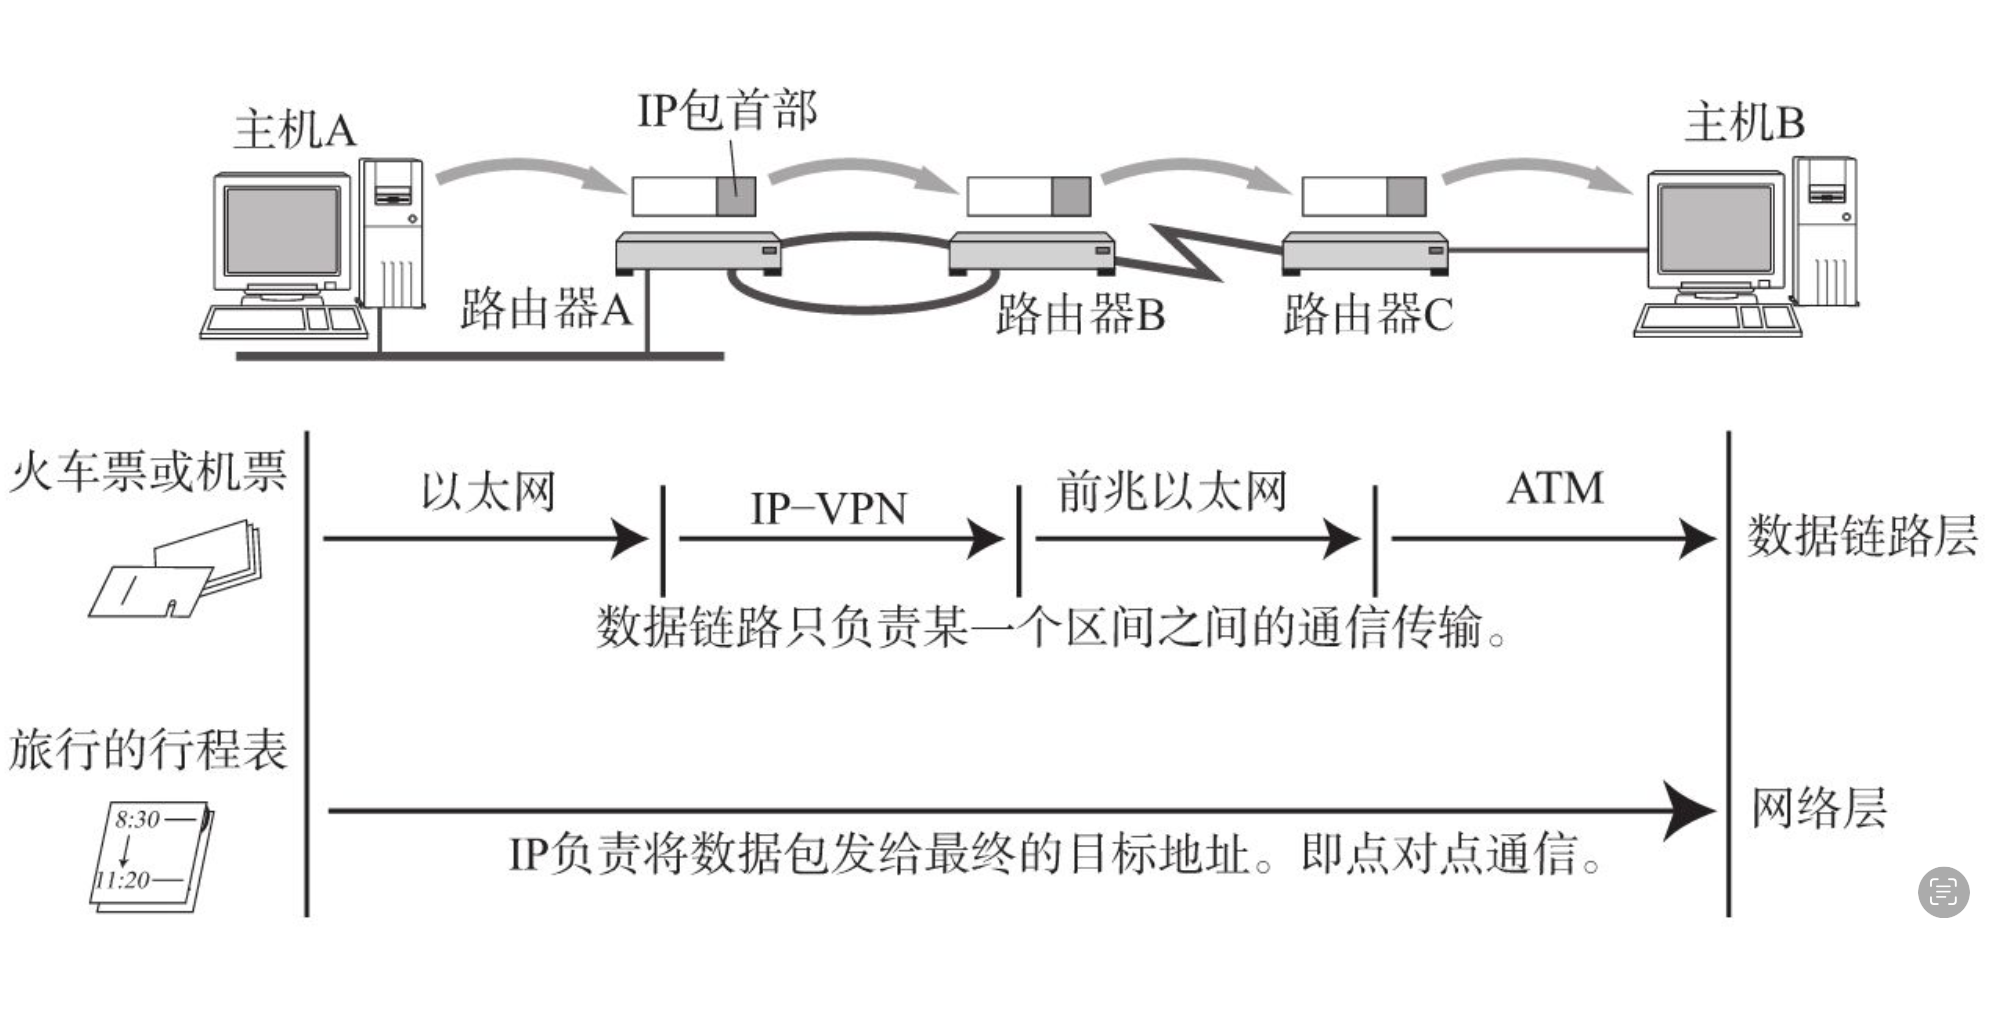 IP包首部
主机A
主机B
路由器A
路由器B
路由器C
火车票或机票
以太网
IP-VPN
前兆以太网
ATM
数据链路层
数据链路只负责某一个区间之间的通信传输。
旅行的行程表
8:30
11:20
网络层
IP负责将数据包发给最终的目标地址。即点对点通信。